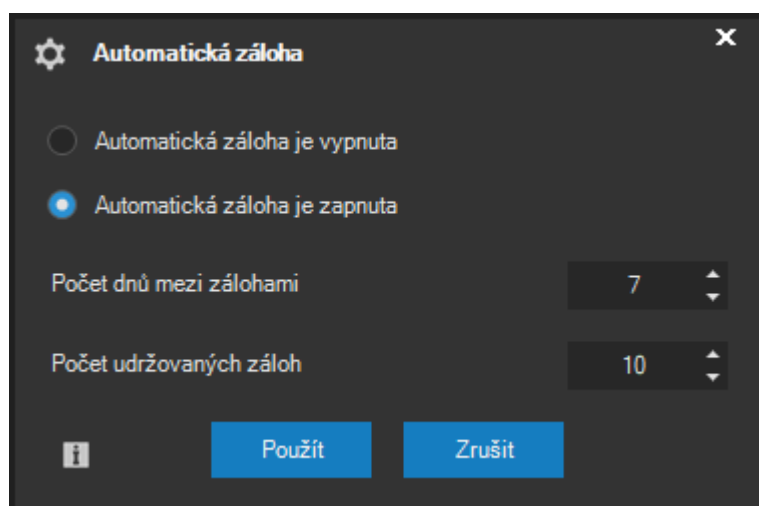 Automatická záloha
Automatická záloha je vypnuta
Automatická záloha je zapnuta
Počet dnů mezi zálohami 7
Počet udržovaných záloh 10
Použít Zrušit